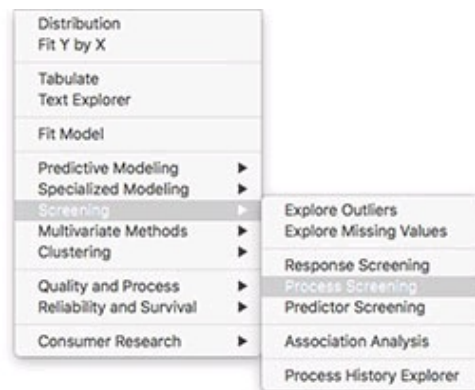 Distribution
Fit Y by X
Tabulate
Text Explorer
Fit Model
Predictive Modeling
Specialized Modeling
Screening
Multivariate Methods
Clustering
Quality and Process
Reliability and Survival
Consumer Research
Explore Outliers
Explore Missing Values
Response Screening
Process Screening
Predictor Screening
Association Analysis
Process History Explorer